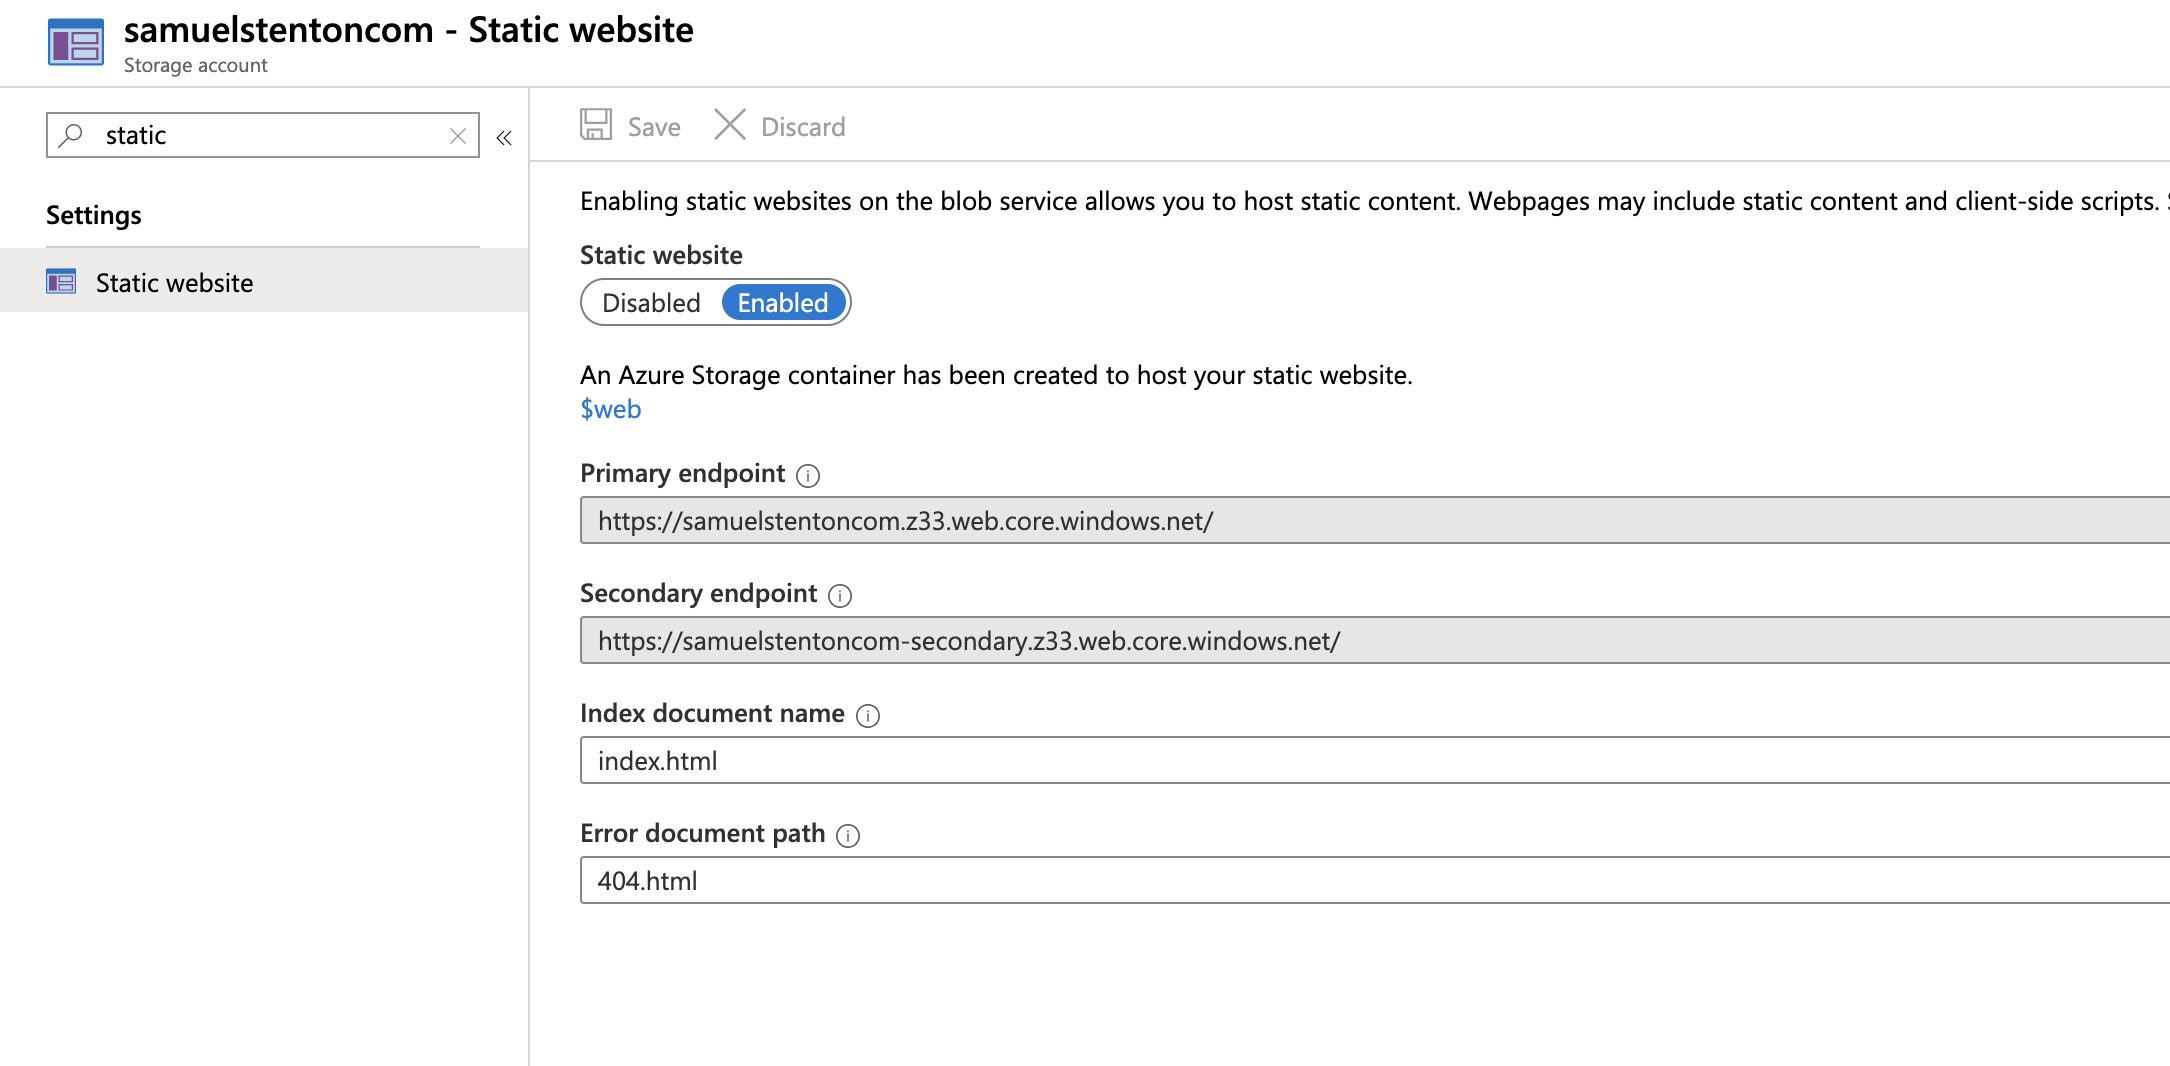 samuelstentoncom - Static website
Storage account
static
«
Settings
Static website
Save
Discard
Enabling static websites on the blob service allows you to host static content. Webpages may include static content and client-side scripts.
Static website
Disabled
Enabled
An Azure Storage container has been created to host your static website.
$web
Primary endpoint
https://samuelstentoncom.z33.web.core.windows.net/
Secondary endpoint
https://samuelstentoncom-secondary.z33.web.core.windows.net/
Index document name
index.html
Error document path
404.html